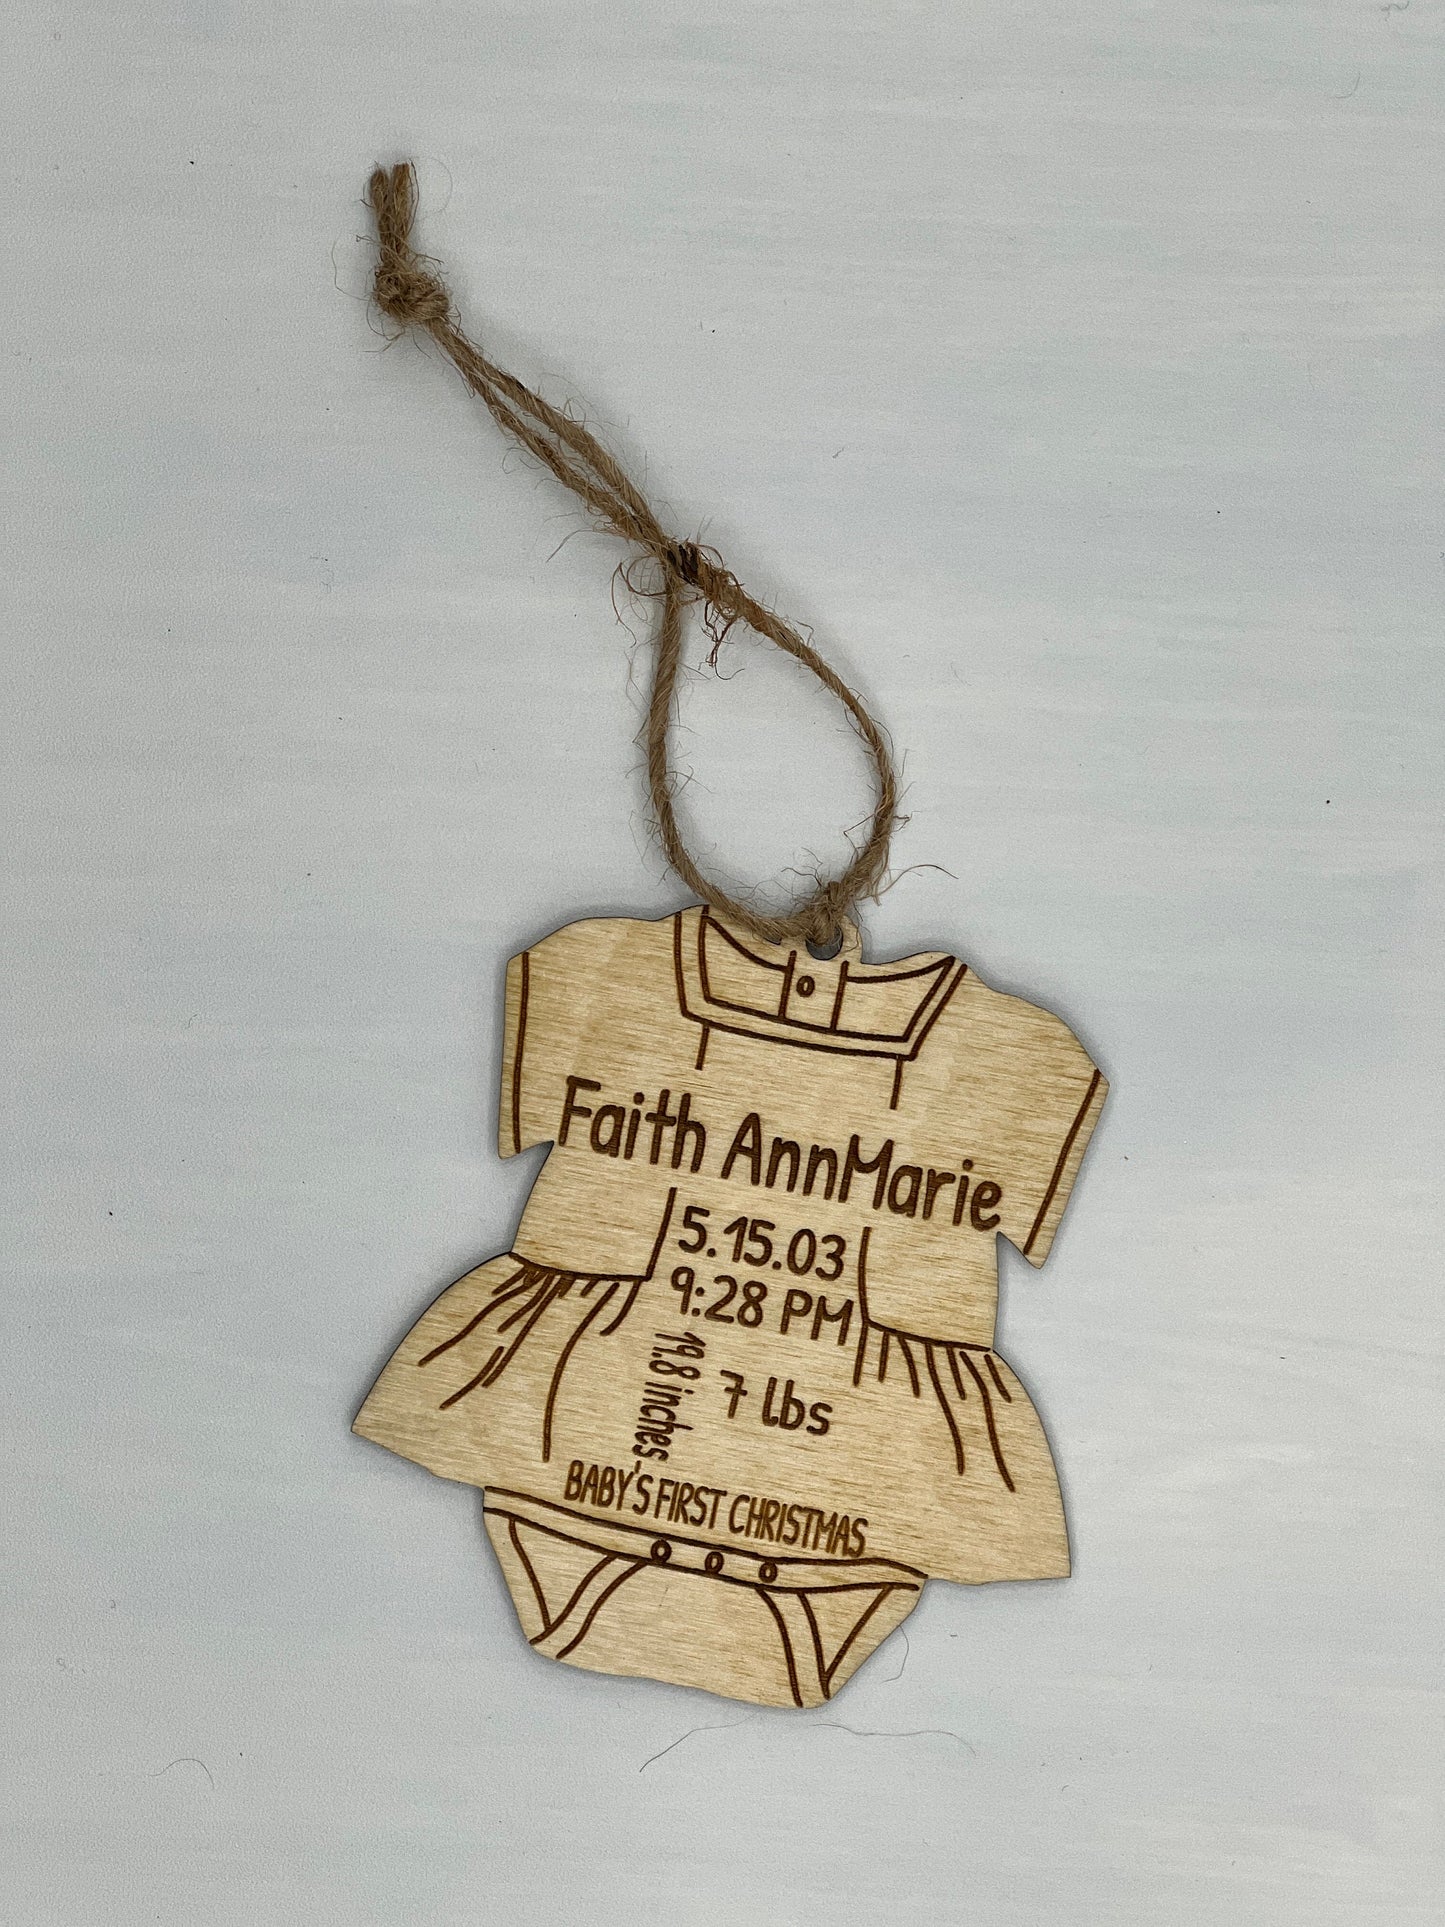 Faith AnnMarie
5.15.03
9:28 PM
19.8 inches
7 lbs
BABY'S FIRST CHRISTMAS